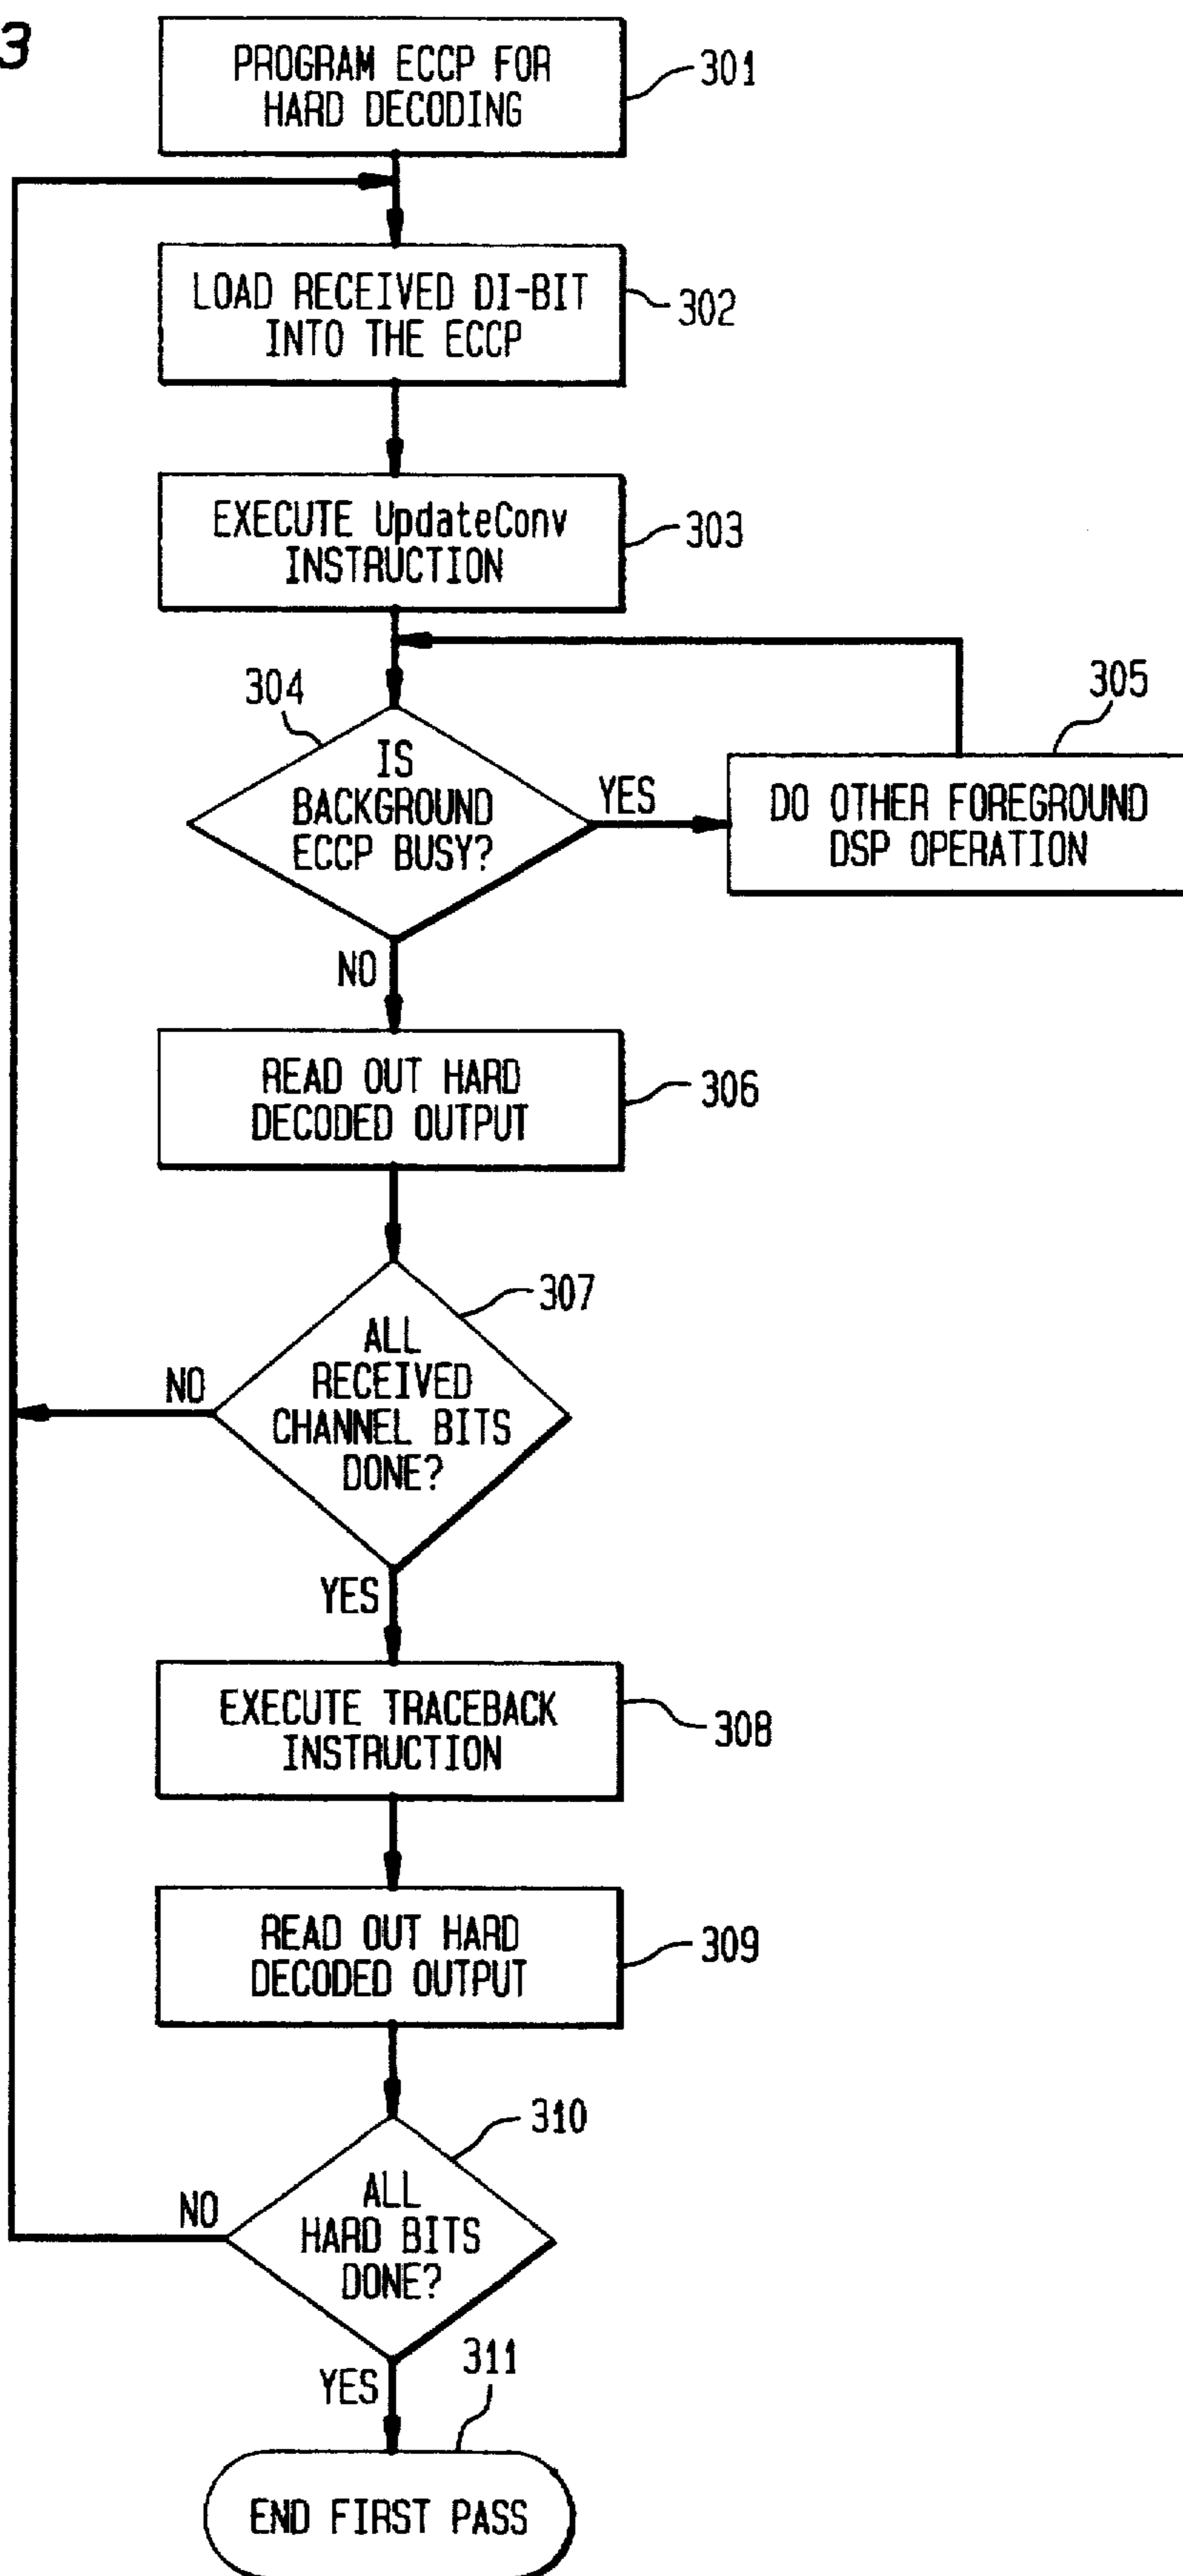 3
PROGRAM ECCP FOR
HARD DECODING
301
LOAD RECEIVED DI-BIT
INTO THE ECCP
302
EXECUTE UpdateConv
INSTRUCTION
303
304
IS
BACKGROUND
ECCP BUSY?
YES
305
DO OTHER FOREGROUND
DSP OPERATION
NO
READ OUT HARD
DECODED OUTPUT
306
307
ALL
RECEIVED
CHANNEL BITS
DONE?
NO
YES
EXECUTE TRACEBACK
INSTRUCTION
308
READ OUT HARD
DECODED OUTPUT
309
310
ALL
HARD BITS
DONE?
NO
YES
311
END FIRST PASS